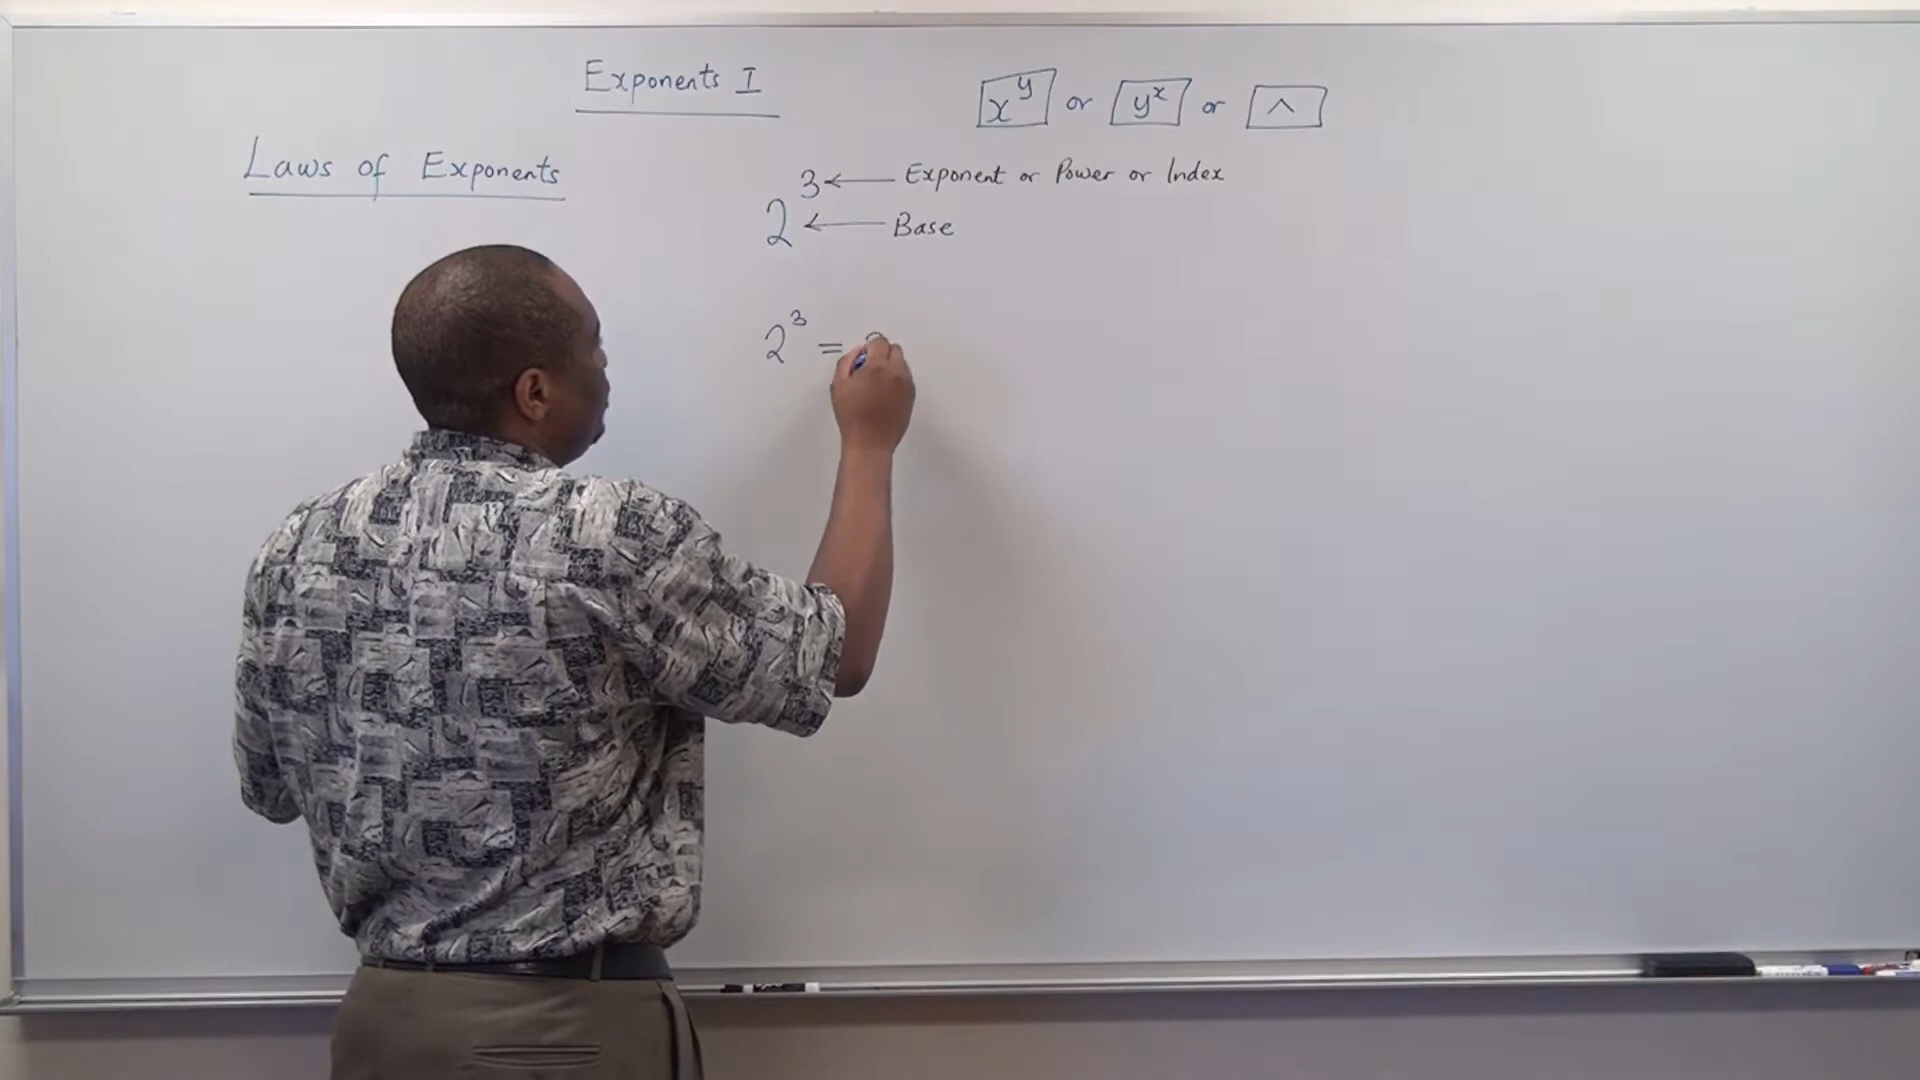 Exponents I
x^y or y^x or ^
Laws of Exponents
3 ← Exponent or Power or Index
2 ← Base
2^3 =